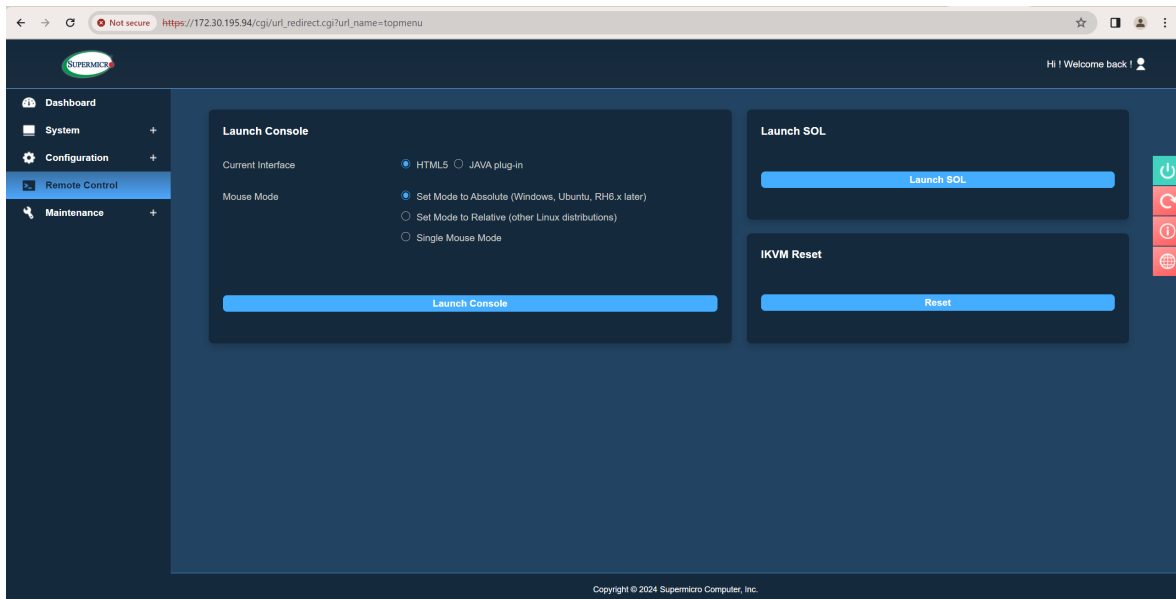 Not secure https://172.30.195.94/cgi/url_redirect.cgi?url_name=topmenu
SUPERMICR
Hi ! Welcome back !
Dashboard
System +
Configuration +
Remote Control
Maintenance +
Launch Console
Current Interface HTML5 JAVA plug-in
Mouse Mode Set Mode to Absolute (Windows, Ubuntu, RH6.x later)
Set Mode to Relative (other Linux distributions)
Single Mouse Mode
Launch Console
Launch SOL
Launch SOL
IKVM Reset
Reset
Copyright © 2024 Supermicro Computer, Inc.